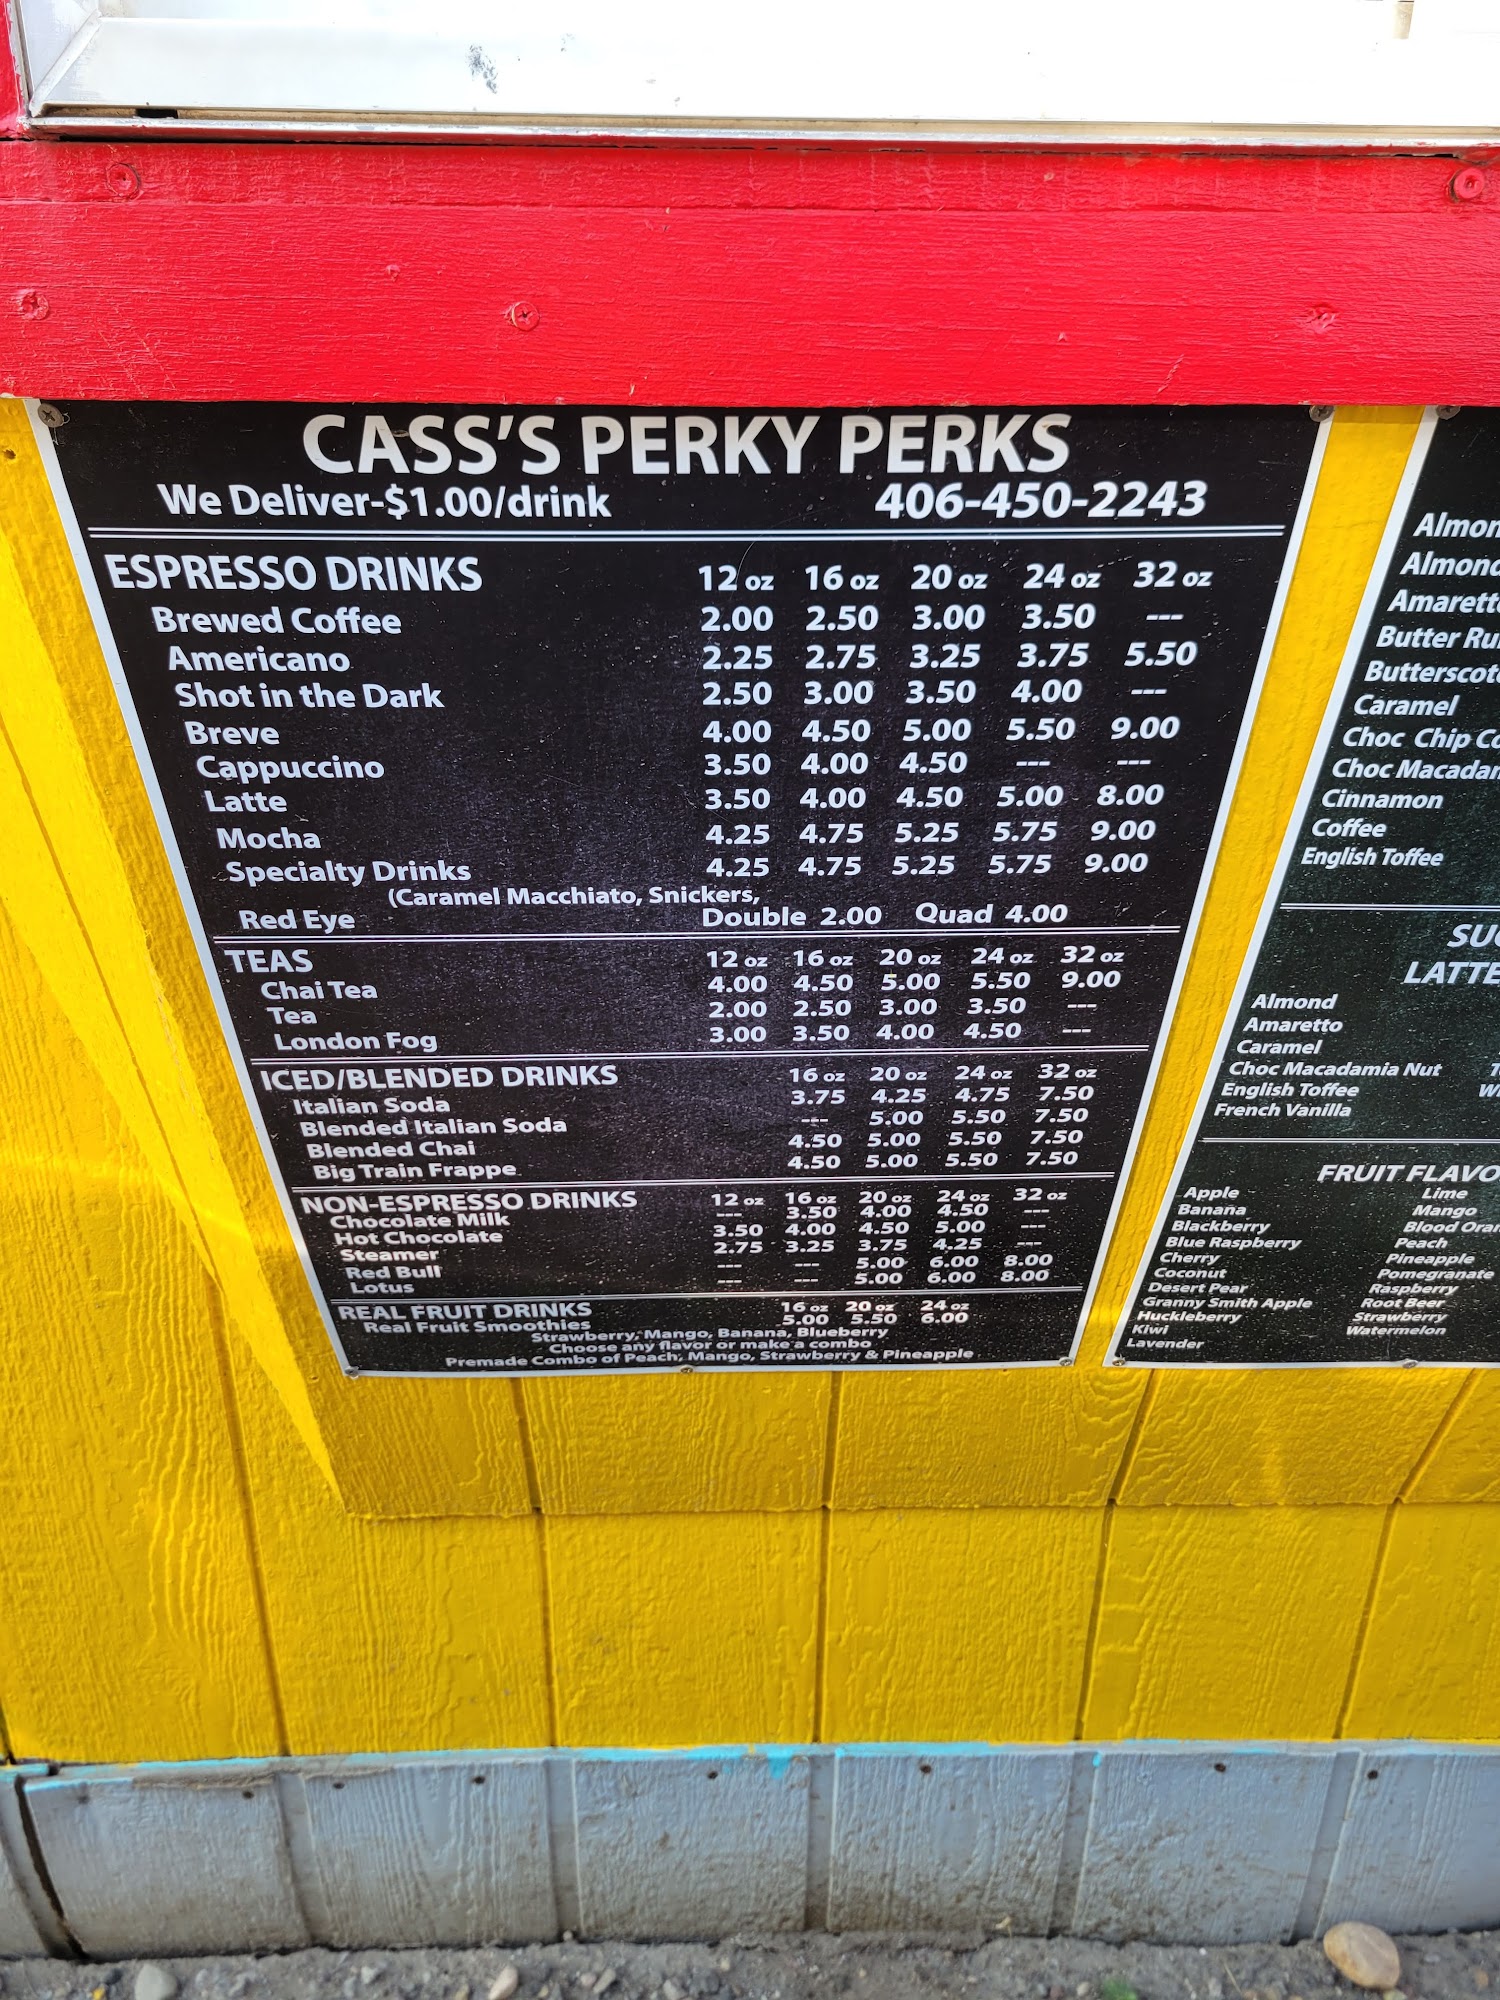 CASS'S PERKY PERKS
We Deliver-$1.00/drink 406-450-2243
ESPRESSO DRINKS 12 oz 16 oz 20 oz 24 oz 32 oz
Brewed Coffee 2.00 2.50 3.00 3.50 ---
Americano 2.25 2.75 3.25 3.75 5.50
Shot in the Dark 2.50 3.00 3.50 4.00 ---
Breve 4.00 4.50 5.00 5.50 9.00
Cappuccino 3.50 4.00 4.50 --- ---
Latte 3.50 4.00 4.50 5.00 8.00
Mocha 4.25 4.75 5.25 5.75 9.00
Specialty Drinks 4.25 4.75 5.25 5.75 9.00
(Caramel Macchiato, Snickers,
Red Eye Double 2.00 Quad 4.00
TEAS 12 oz 16 oz 20 oz 24 oz 32 oz
Chai Tea 4.00 4.50 5.00 5.50 9.00
Tea 2.00 2.50 3.00 3.50 ---
London Fog 3.00 3.50 4.00 4.50 ---
ICED/BLENDED DRINKS 16 oz 20 oz 24 oz 32 oz
Italian Soda 3.75 4.25 4.75 7.50
Blended Italian Soda --- 5.00 5.50 7.50
Blended Chai 4.50 5.00 5.50 7.50
Big Train Frappe 4.50 5.00 5.50 7.50
NON-ESPRESSO DRINKS 12 oz 16 oz 20 oz 24 oz 32 oz
Chocolate Milk --- 3.50 4.00 4.50 ---
Hot Chocolate 3.50 4.00 4.50 5.00 ---
Steamer 2.75 3.25 3.75 4.25 ---
Red Bull --- --- 5.00 6.00 8.00
Lotus --- --- 5.00 6.00 8.00
REAL FRUIT DRINKS 16 oz 20 oz 24 oz
Real Fruit Smoothies 5.00 5.50 6.00
Strawberry, Mango, Banana, Blueberry
Choose any flavor or make a combo
Premade Combo of Peach, Mango, Strawberry & Pineapple
Almon
Almond
Amarett
Butter Ru
Butterscot
Caramel
Choc Chip Co
Choc Macadar
Cinnamon
Coffee
English Toffee
SU
LATTE
Almond
Amaretto
Caramel
Choc Macadamia Nut
English Toffee
French Vanilla
FRUIT FLAVO
Apple Lime
Banana Mango
Blackberry Blood Oran
Blue Raspberry Peach
Cherry Pineapple
Coconut Pomegranate
Desert Pear Raspberry
Granny Smith Apple Root Beer
Huckleberry Strawberry
Kiwi Watermelon
Lavender